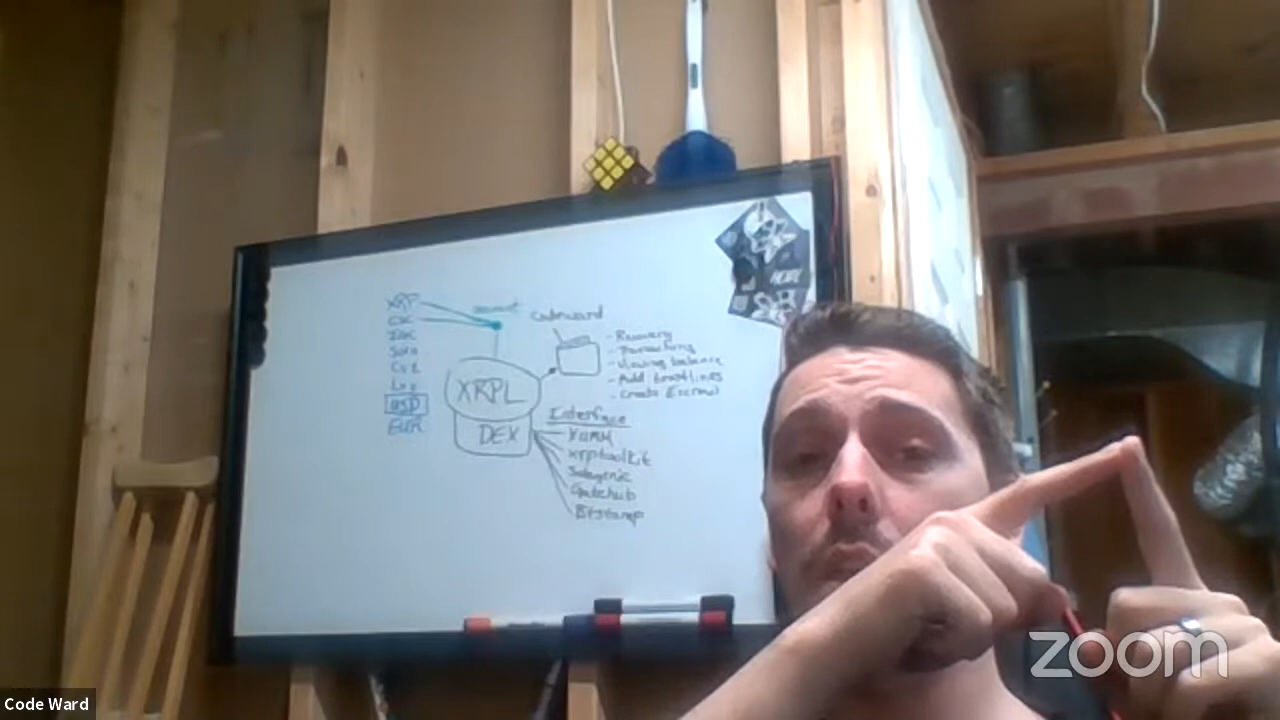 XRP
USD
EUR
XRPL
DEX
Codeward
- Recovery
- Transacting
- Viewing balance
- Add trustlines
- Create Escrow
Interface
XUMM
xrptoolkit
Sologenic
Gatehub
Bitstamp
zoom
Code Ward